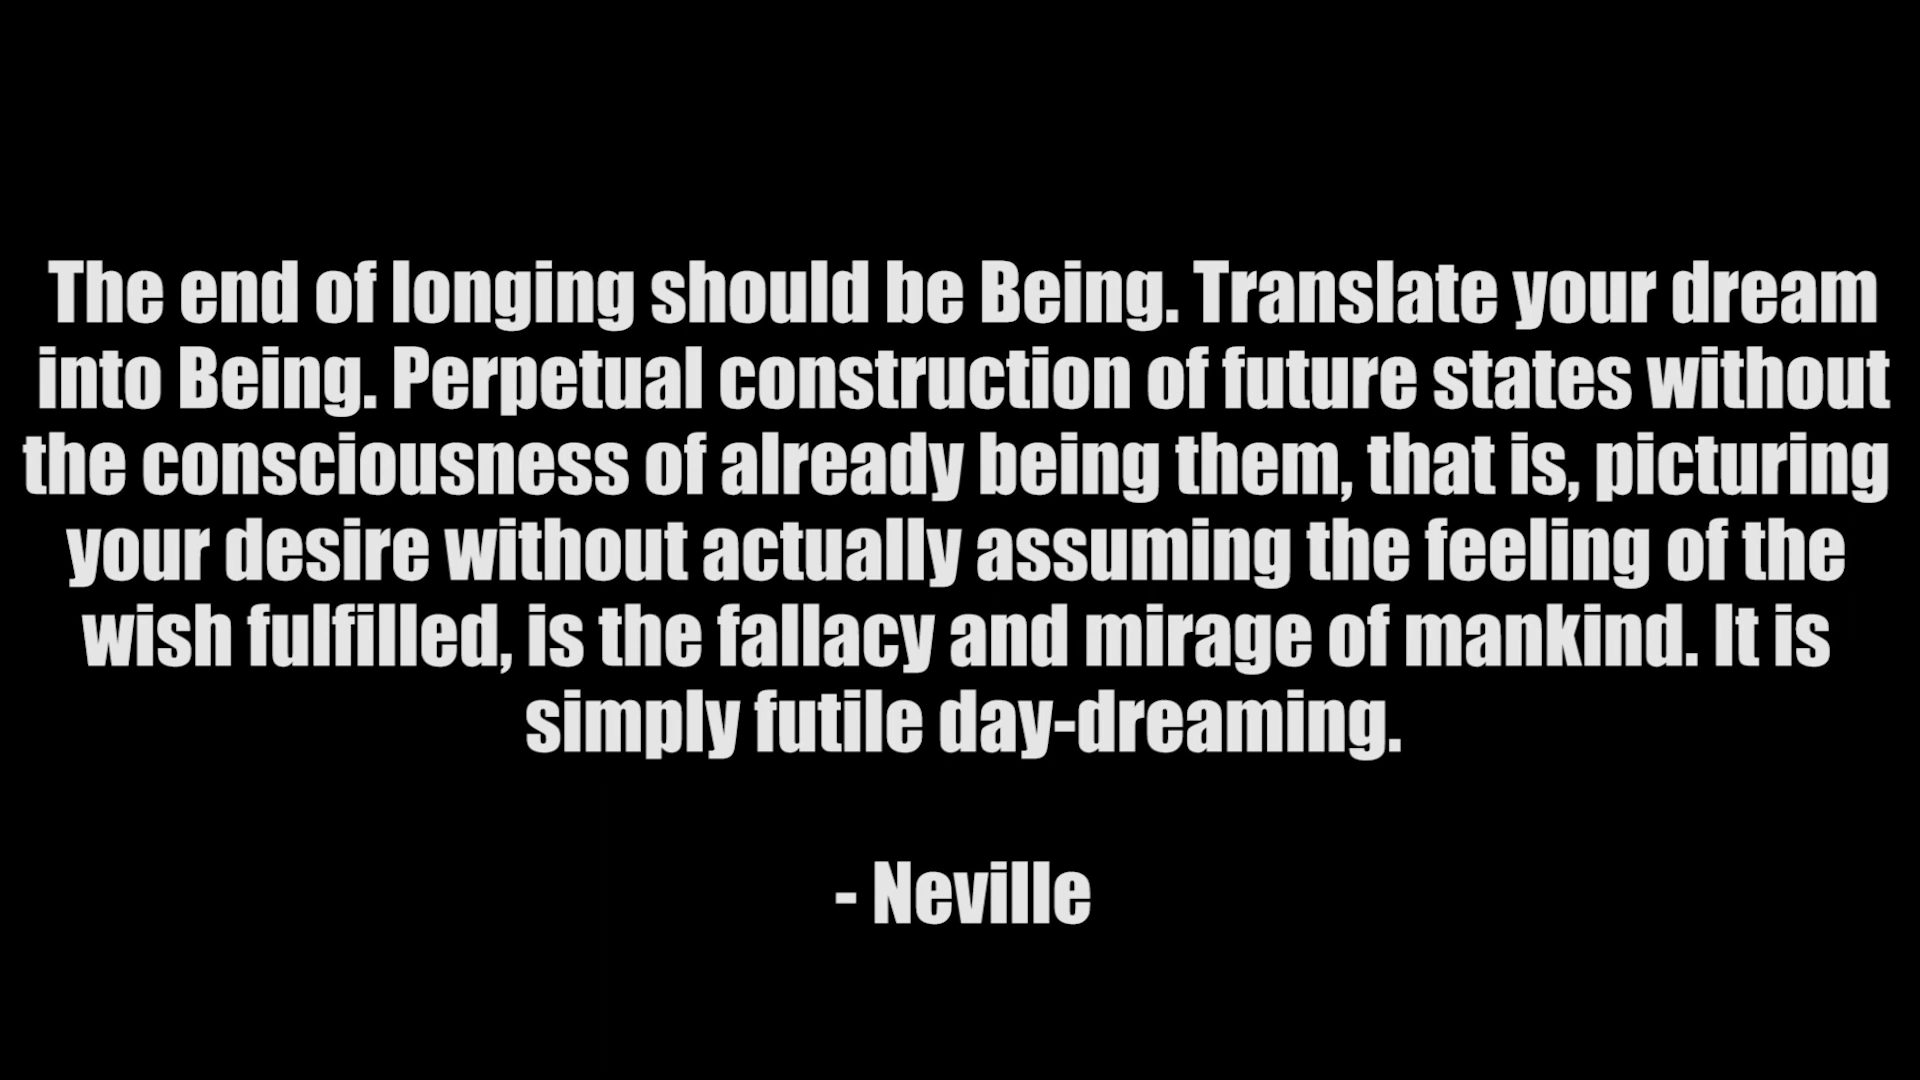 The end of longing should be Being. Translate your dream
into Being. Perpetual construction of future states without
the consciousness of already being them, that is, picturing
your desire without actually assuming the feeling of the
wish fulfilled, is the fallacy and mirage of mankind. It is
simply futile day-dreaming.
- Neville